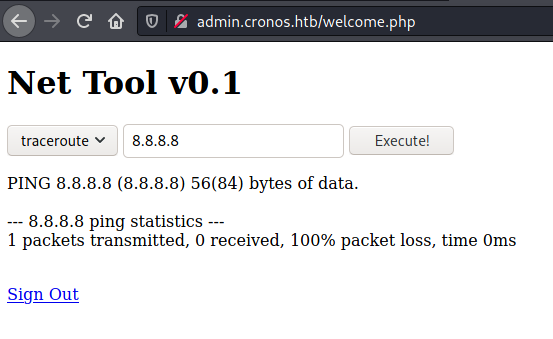 admin.cronos.htb/welcome.php
Net Tool v0.1
traceroute 8.8.8.8 Execute!
PING 8.8.8.8 (8.8.8.8) 56(84) bytes of data.
--- 8.8.8.8 ping statistics ---
1 packets transmitted, 0 received, 100% packet loss, time 0ms
Sign Out